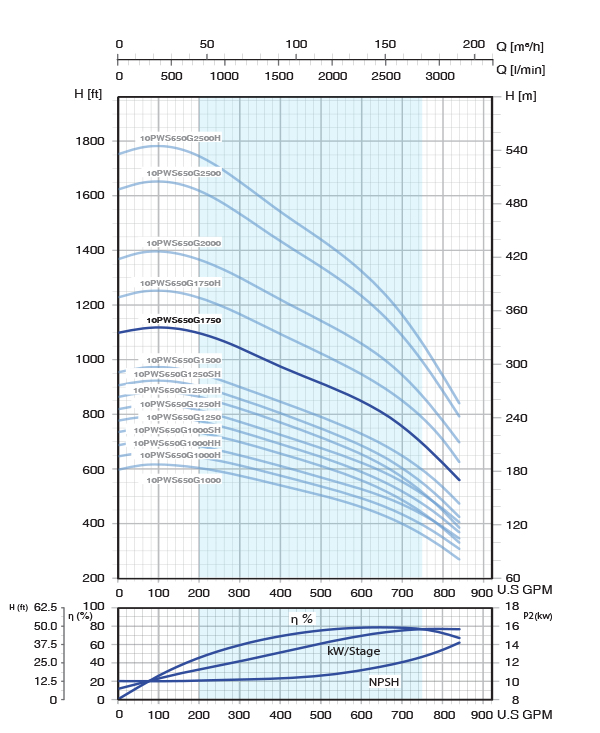 0 50 100 150 200 Q [m³/h]
0 500 1000 1500 2000 2500 3000 Q [l/min]
H [ft] H [m]
10PWS650G2500H
1800 540
10PWS650G2500
1600 480
10PWS650G2000
1400 420
10PWS650G1750H
1200 360
10PWS650G1750
10PWS650G1500
1000 300
10PWS650G1250SH
10PWS650G1250HH
10PWS650G1250H
800 240
10PWS650G1250
10PWS650G1000SH
10PWS650G1000HH
10PWS650G1000H
600 180
10PWS650G1000
400 120
200 60
0 100 200 300 400 500 600 700 800 900 U.S GPM
H (ft) 62.5 η (%) 100 18 P2(kw)
η %
50.0 80 16
kW/Stage
37.5 60 14
25.0 40 12
NPSH
12.5 20 10
0 0 8
0 100 200 300 400 500 600 700 800 900 U.S GPM